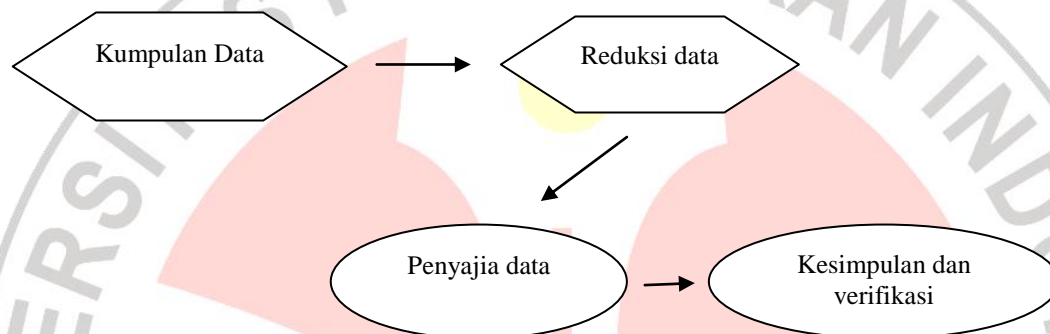 Kumpulan Data
Reduksi data
Penyajia data
Kesimpulan dan
verifikasi